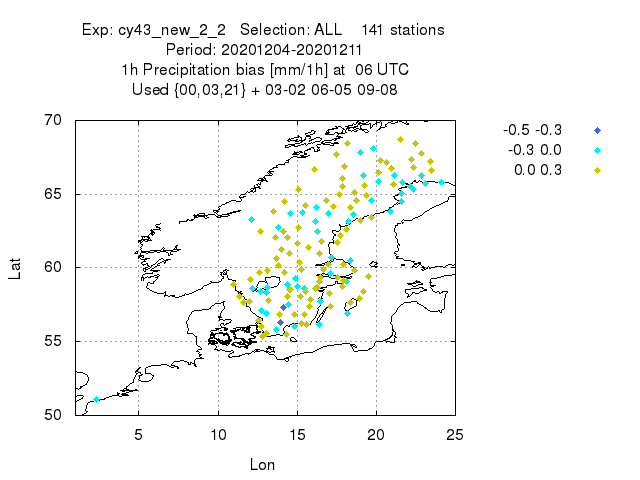 Exp: cy43_new_2_2 Selection: ALL 141 stations
Period: 20201204-20201211
1h Precipitation bias [mm/1h] at 06 UTC
Used {00,03,21} + 03-02 06-05 09-08
-0.5 -0.3
-0.3 0.0
0.0 0.3
70
65
60
55
50
Lat
5 10 15 20 25
Lon